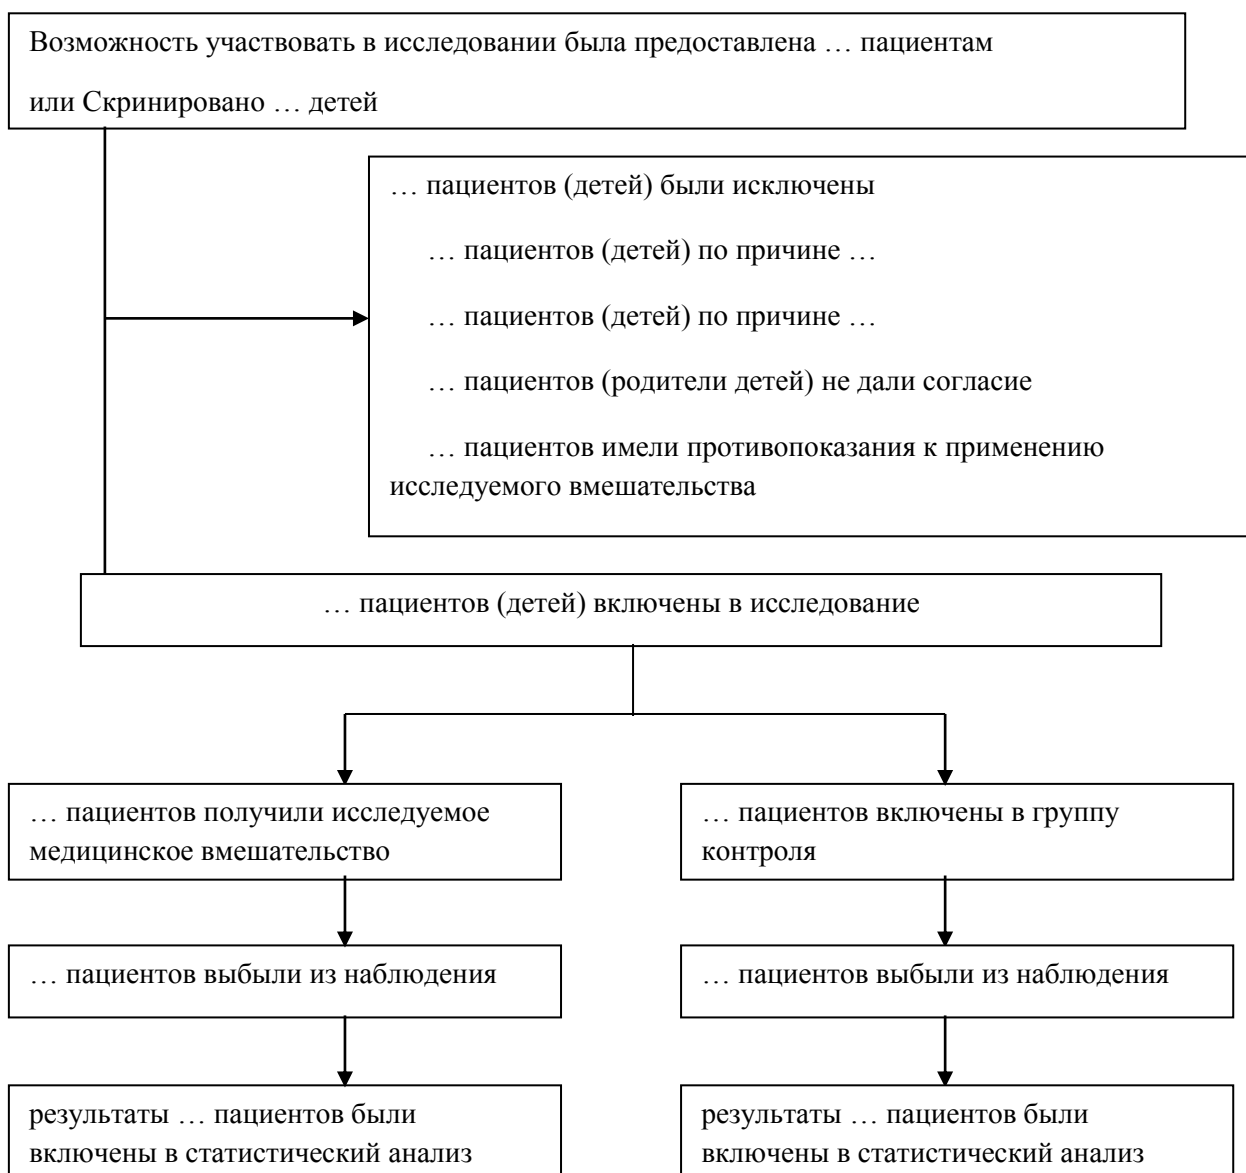 Возможность участвовать в исследовании была предоставлена … пациентам
или Скринировано … детей
… пациентов (детей) были исключены
… пациентов (детей) по причине …
… пациентов (детей) по причине …
… пациентов (родители детей) не дали согласие
… пациентов имели противопоказания к применению
исследуемого вмешательства
… пациентов (детей) включены в исследование
… пациентов получили исследуемое
медицинское вмешательство
… пациентов включены в группу
контроля
… пациентов выбыли из наблюдения
… пациентов выбыли из наблюдения
результаты … пациентов были
включены в статистический анализ
результаты … пациентов были
включены в статистический анализ